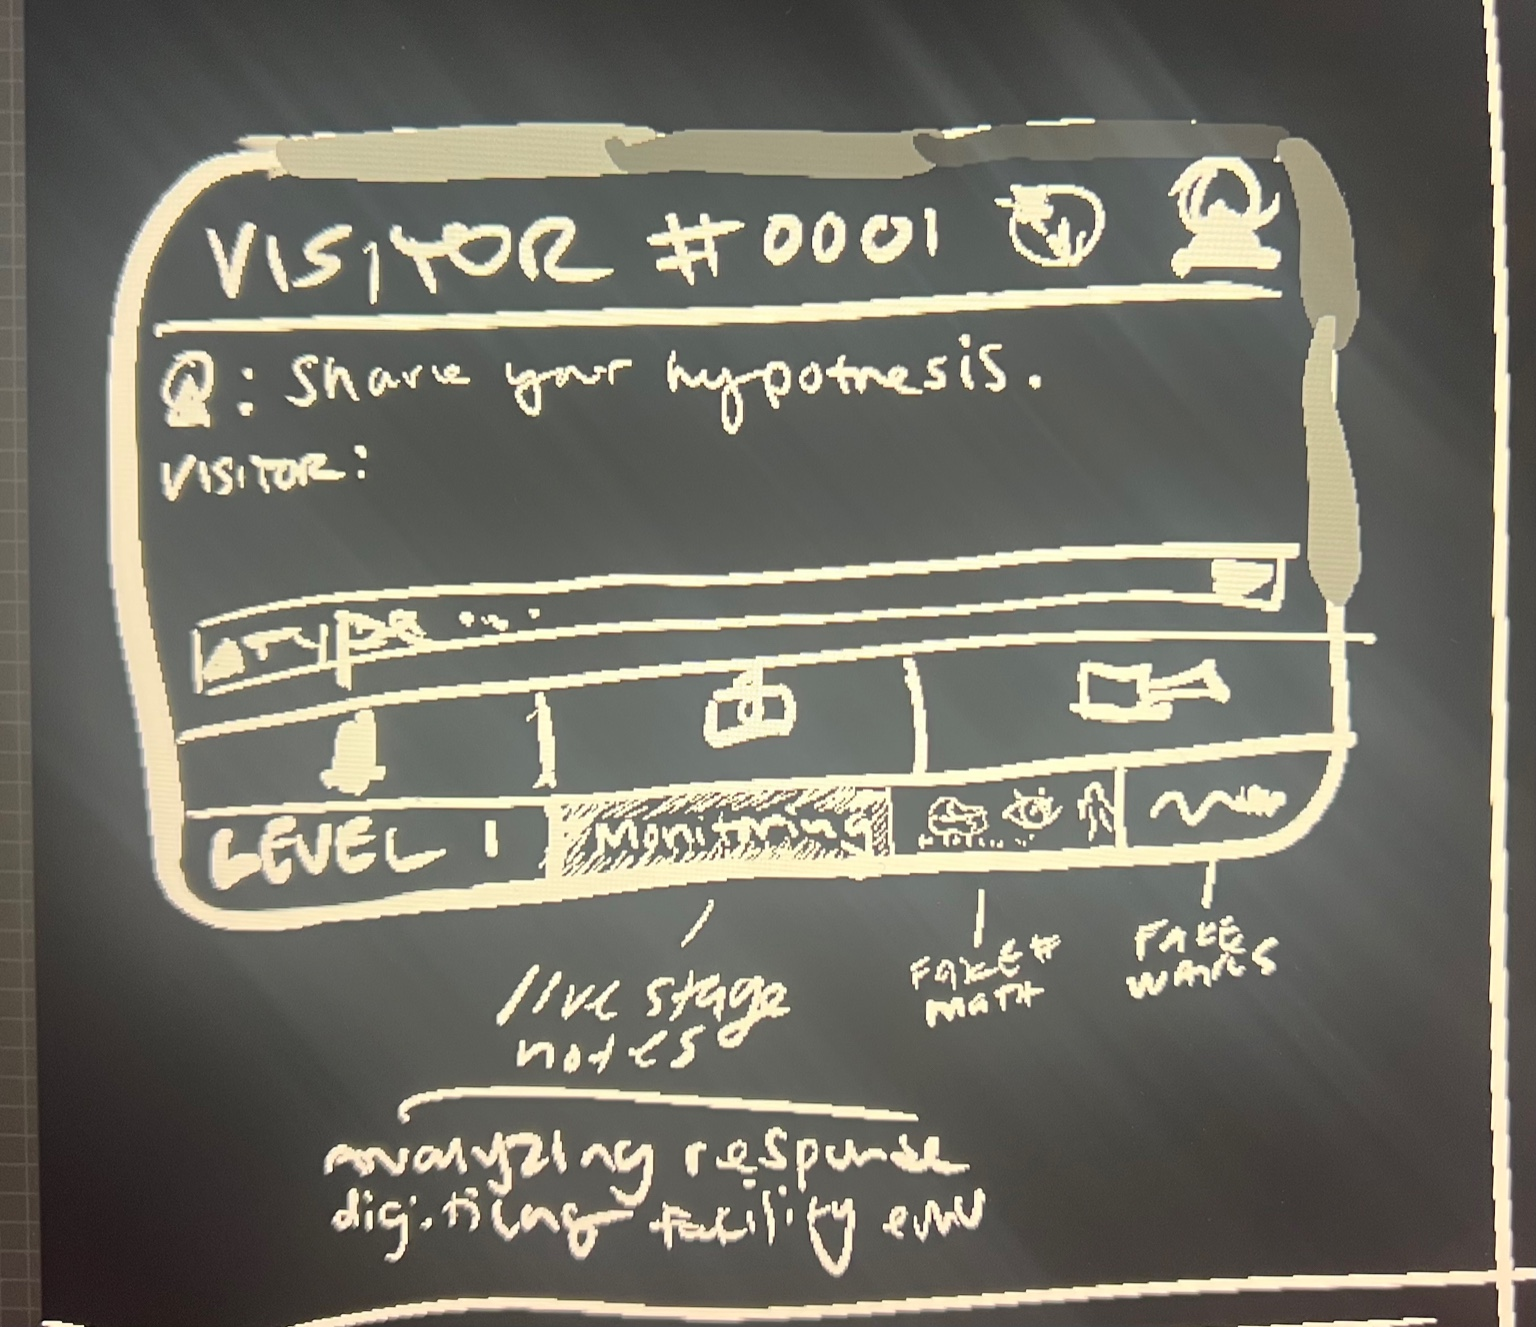 VISITOR #0001
: Share your hypothesis.
VISITOR:
Type ...
LEVEL 1
Monitoring
live stage
notes
FAKE #
MATH
FAKE
WAVES
analyzing response
digitizing facility env